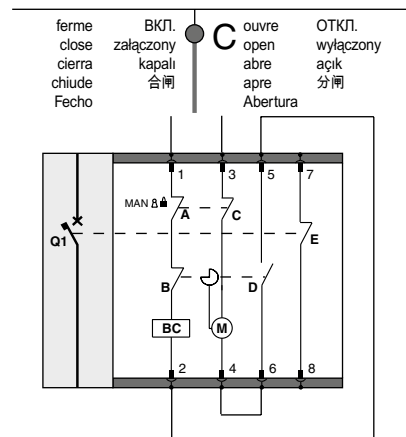 ferme ВКЛ.
close załączony
cierra kapalı
chiude 合闸
Fecho
C
ouvre ОТКЛ.
open wyłączony
abre açık
apre 分闸
Abertura
1 3 5 7
MAN
A C
Q1 E
B D
BC M
2 4 6 8